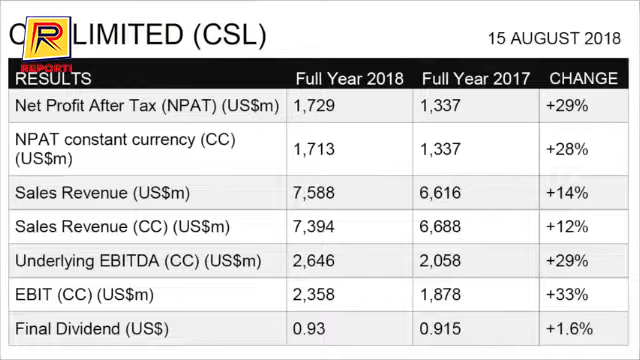 LIMITED (CSL)
15 AUGUST 2018
REPORT!
RESULTS Full Year 2018 Full Year 2017 CHANGE
Net Profit After Tax (NPAT) (US$m) 1,729 1,337 +29%
NPAT constant currency (CC)
(US$m) 1,713 1,337 +28%
Sales Revenue (US$m) 7,588 6,616 +14%
Sales Revenue (CC) (US$m) 7,394 6,688 +12%
Underlying EBITDA (CC) (US$m) 2,646 2,058 +29%
EBIT (CC) (US$m) 2,358 1,878 +33%
Final Dividend (US$) 0.93 0.915 +1.6%